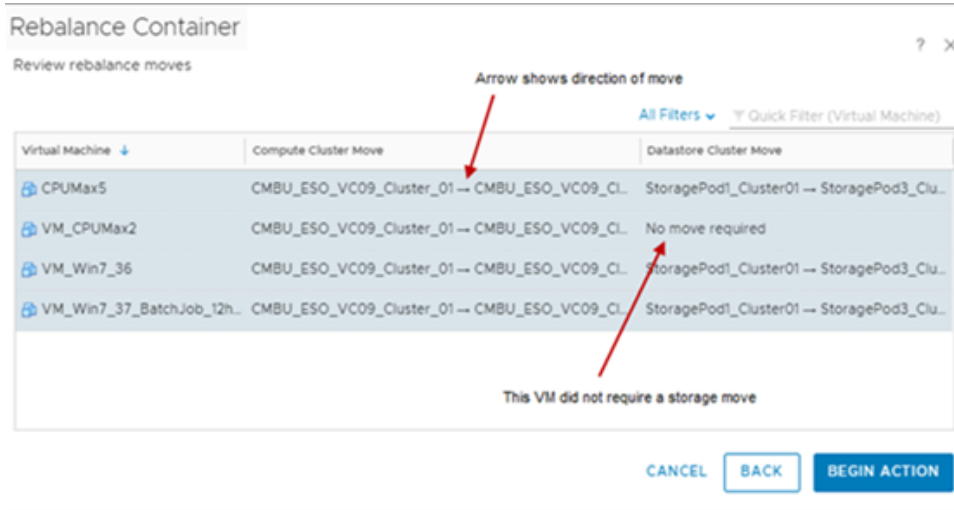 Rebalance Container
? X
Review rebalance moves
Arrow shows direction of move
All Filters Quick Filter (Virtual Machine)
Virtual Machine ↓ Compute Cluster Move Datastore Cluster Move
CPUMax5 CMBU_ESO_VC09_Cluster_01→ CMBU_ESO_VC09_Cl... StoragePod1_Cluster01 → StoragePod3_Clu...
VM_CPUMax2 CMBU_ESO_VC09_Cluster_01→ CMBU_ESO_VC09_Cl... No move required
VM_Win7_36 CMBU_ESO_VC09_Cluster_01→ CMBU_ESO_VC09_Cl... StoragePod1_Cluster01 → StoragePod3_Clu...
VM_Win7_37_BatchJob_12h... CMBU_ESO_VC09_Cluster_01→ CMBU_ESO_VC09_Cl... StoragePod1_Cluster01 → StoragePod3_Clu...
This VM did not require a storage move
CANCEL BACK BEGIN ACTION